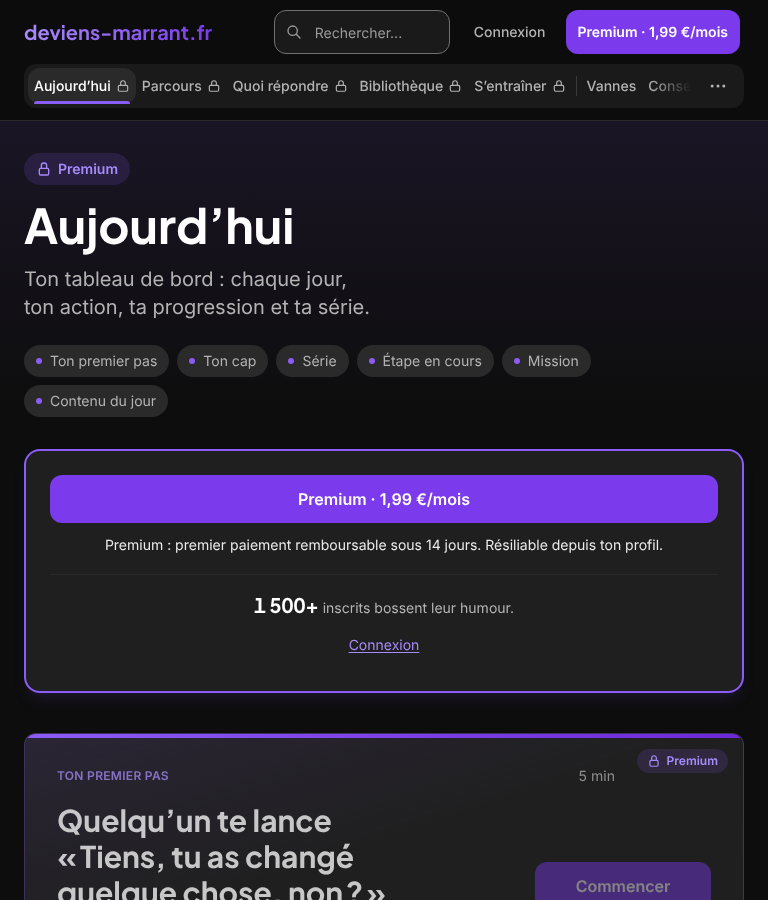 deviens-marrant.fr
Rechercher...
Connexion
Premium · 1,99 €/mois
Aujourd’hui
Parcours
Quoi répondre
Bibliothèque
S’entraîner
Vannes
Conse
Premium
Aujourd’hui
Ton tableau de bord : chaque jour,
ton action, ta progression et ta série.
Ton premier pas
Ton cap
Série
Étape en cours
Mission
Contenu du jour
Premium · 1,99 €/mois
Premium : premier paiement remboursable sous 14 jours. Résiliable depuis ton profil.
1 500+ inscrits bossent leur humour.
Connexion
Premium
TON PREMIER PAS
5 min
Quelqu’un te lance
« Tiens, tu as changé
quelque chose, non ? »
Commencer